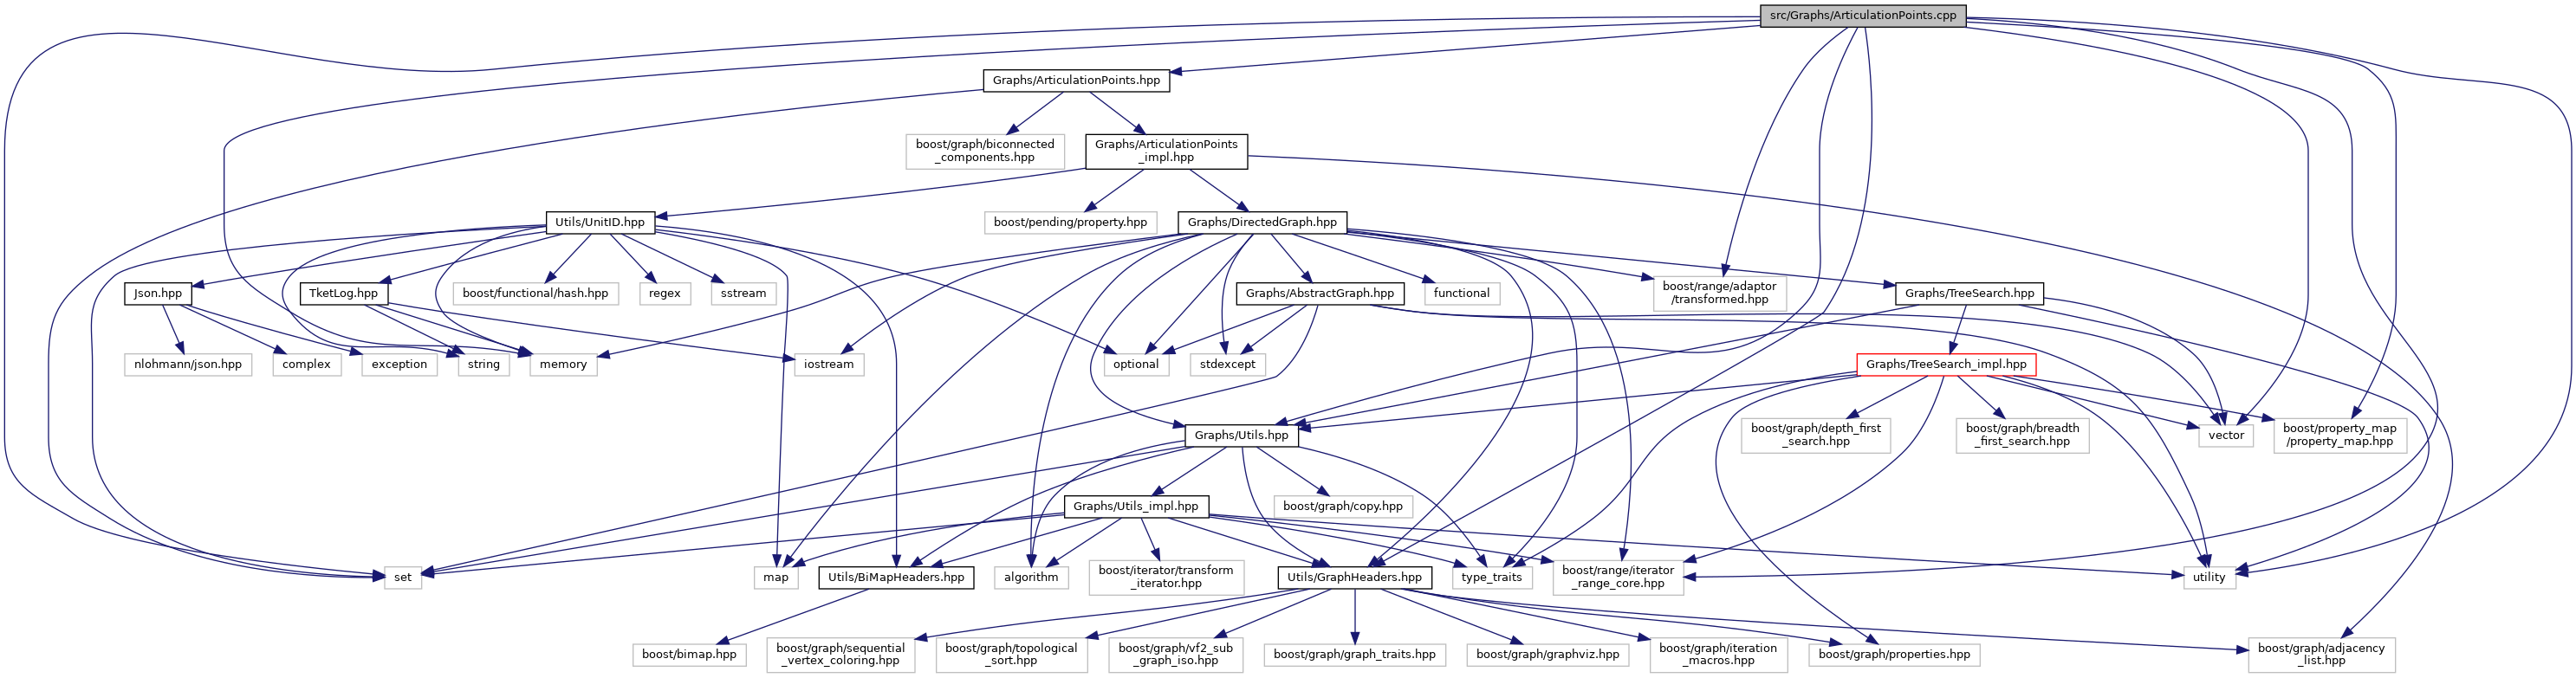 src/Graphs/ArticulationPoints.cpp
Graphs/ArticulationPoints.hpp
boost/graph/biconnected
_components.hpp
Graphs/ArticulationPoints
_impl.hpp
Utils/UnitID.hpp
boost/pending/property.hpp
Graphs/DirectedGraph.hpp
Json.hpp
TketLog.hpp
boost/functional/hash.hpp
regex
sstream
Graphs/AbstractGraph.hpp
functional
boost/range/adaptor
/transformed.hpp
Graphs/TreeSearch.hpp
nlohmann/json.hpp
complex
exception
string
memory
iostream
optional
stdexcept
Graphs/TreeSearch_impl.hpp
Graphs/Utils.hpp
boost/graph/depth_first
_search.hpp
boost/graph/breadth
_first_search.hpp
vector
boost/property_map
/property_map.hpp
Graphs/Utils_impl.hpp
boost/graph/copy.hpp
set
map
Utils/BiMapHeaders.hpp
algorithm
boost/iterator/transform
_iterator.hpp
Utils/GraphHeaders.hpp
type_traits
boost/range/iterator
_range_core.hpp
utility
boost/bimap.hpp
boost/graph/sequential
_vertex_coloring.hpp
boost/graph/topological
_sort.hpp
boost/graph/vf2_sub
_graph_iso.hpp
boost/graph/graph_traits.hpp
boost/graph/graphviz.hpp
boost/graph/iteration
_macros.hpp
boost/graph/properties.hpp
boost/graph/adjacency
_list.hpp